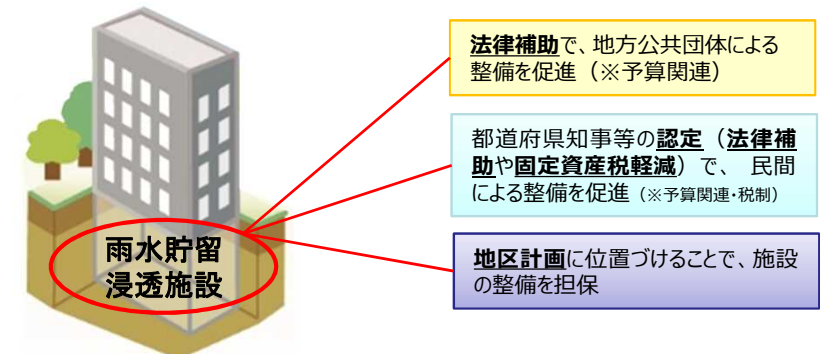 法律補助で、地方公共団体による
整備を促進（※予算関連）
都道府県知事等の認定（法律補
助や固定資産税軽減）で、 民間
による整備を促進（※予算関連・税制）
雨水貯留
浸透施設
地区計画に位置づけることで、施設
の整備を担保